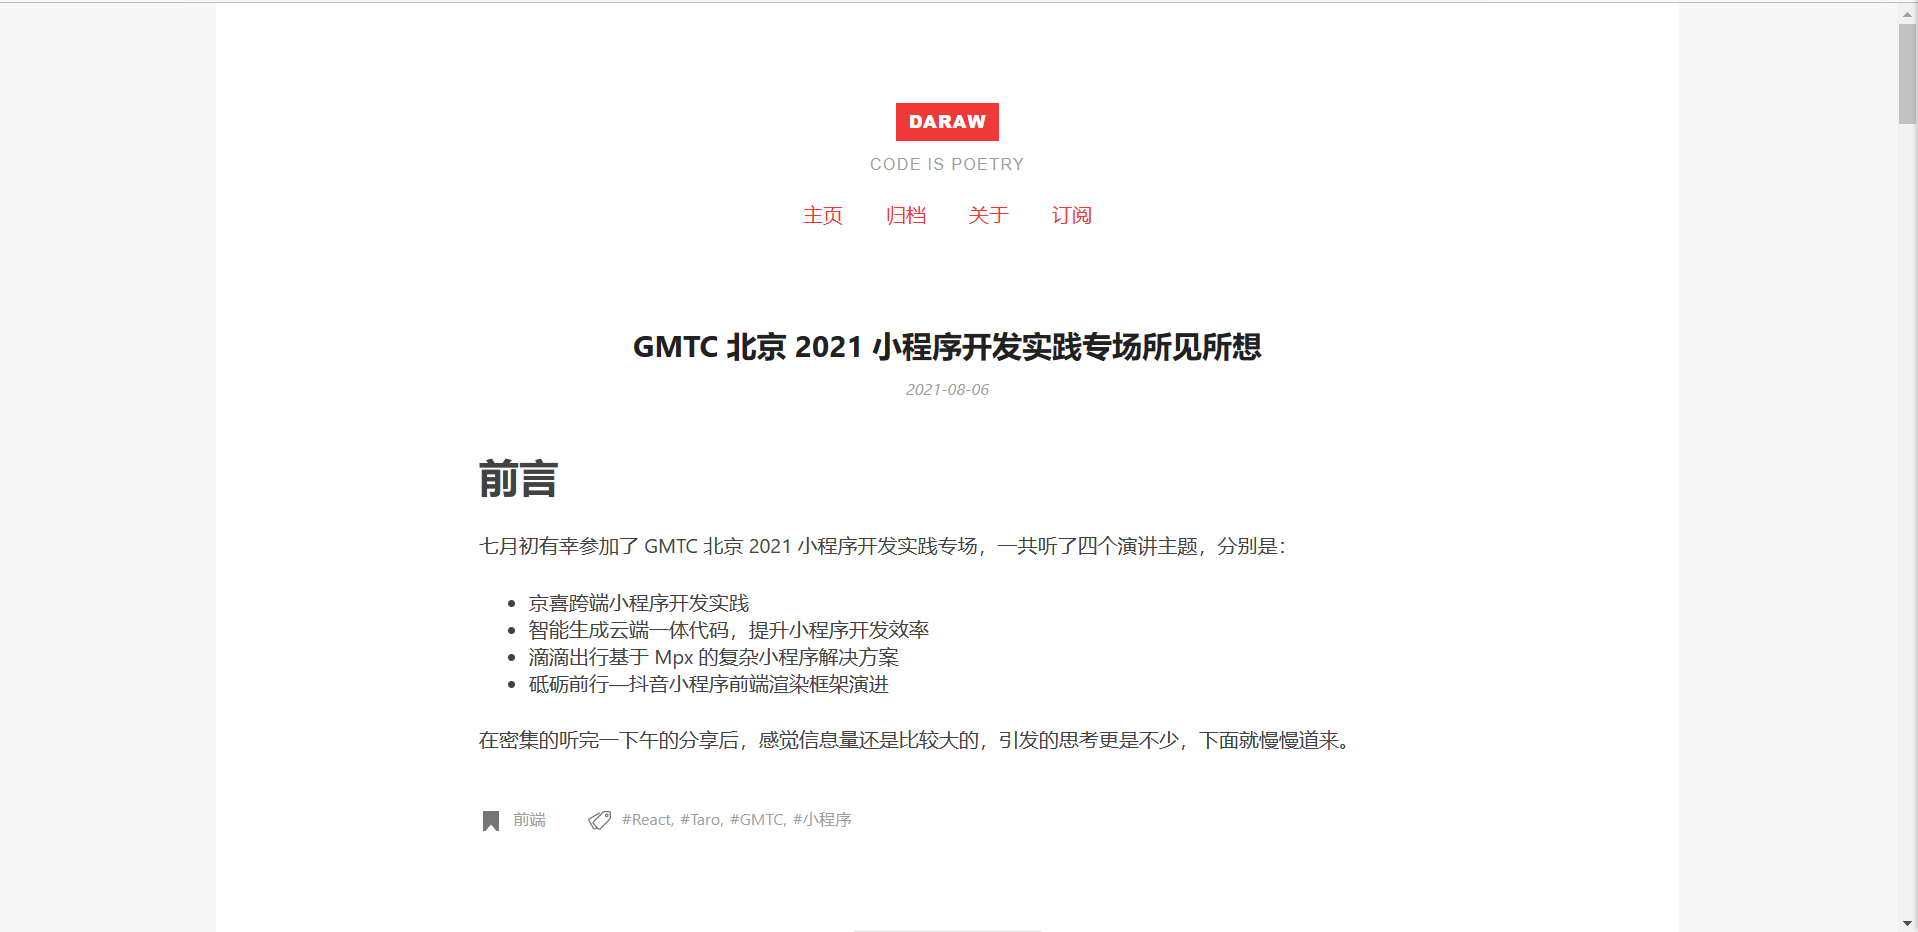 DARAW
CODE IS POETRY
主页 归档 关于 订阅
GMTC 北京 2021 小程序开发实践专场所见所想
2021-08-06
前言
七月初有幸参加了 GMTC 北京 2021 小程序开发实践专场，一共听了四个演讲主题，分别是：
京喜跨端小程序开发实践
智能生成云端一体代码，提升小程序开发效率
滴滴出行基于 Mpx 的复杂小程序解决方案
砥砺前行—抖音小程序前端渲染框架演进
在密集的听完一下午的分享后，感觉信息量还是比较大的，引发的思考更是不少，下面就慢慢道来。
前端 #React, #Taro, #GMTC, #小程序